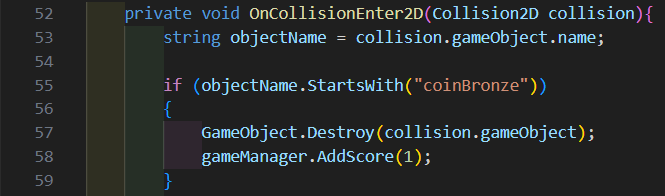 52 private void OnCollisionEnter2D(Collision2D collision){
53 string objectName = collision.gameObject.name;
54
55 if (objectName.StartsWith("coinBronze"))
56 {
57 GameObject.Destroy(collision.gameObject);
58 gameManager.AddScore(1);
59 }